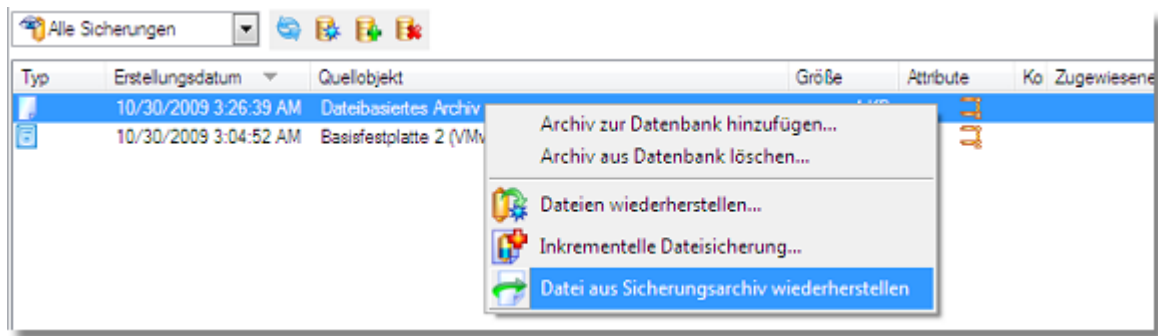 Alle Sicherungen
Typ Erstellungsdatum Quellobjekt Größe Attribute Ko Zugewiesene
10/30/2009 3:26:39 AM Dateibasiertes Archiv
10/30/2009 3:04:52 AM Basisfestplatte 2
Archiv zur Datenbank hinzufügen...
Archiv aus Datenbank löschen...
Dateien wiederherstellen...
Inkrementelle Dateisicherung...
Datei aus Sicherungsarchiv wiederherstellen